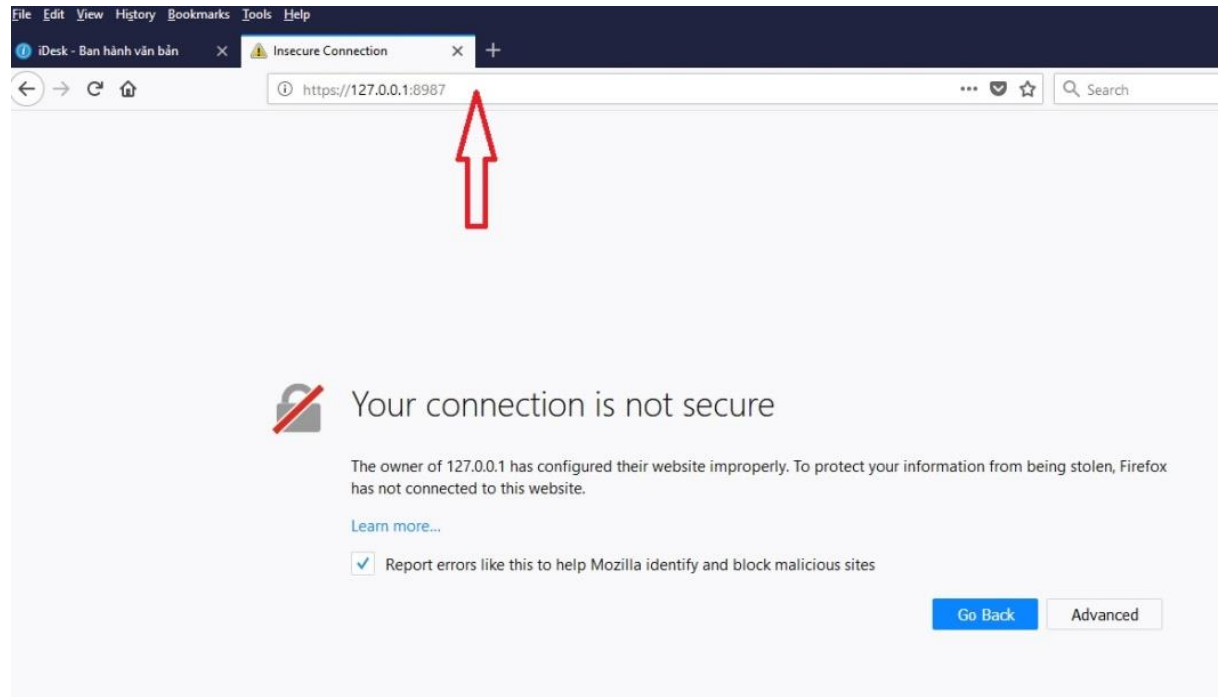 File Edit View History Bookmarks Tools Help
iDesk - Ban hành văn bản
Insecure Connection
https://127.0.0.1:8987
Search
Your connection is not secure
The owner of 127.0.0.1 has configured their website improperly. To protect your information from being stolen, Firefox
has not connected to this website.
Learn more...
Report errors like this to help Mozilla identify and block malicious sites
Go Back Advanced